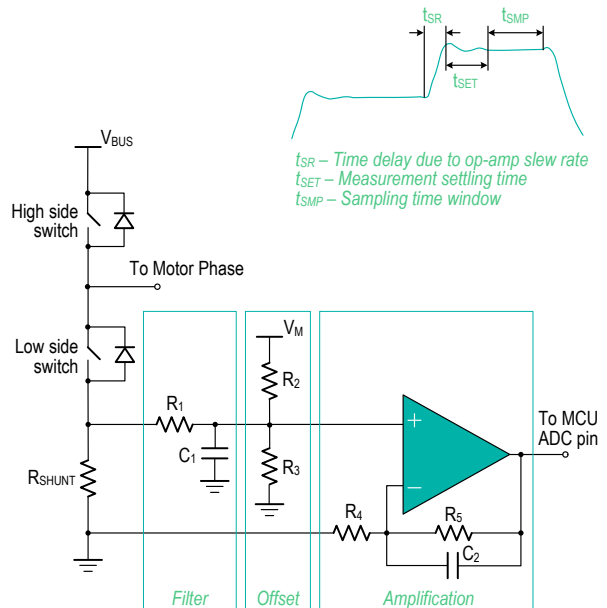 tSR
tSMP
tSET
tSR – Time delay due to op-amp slew rate
tSET – Measurement settling time
tSMP – Sampling time window
VBUS
High side
switch
To Motor Phase
Low side
switch
VM
R2
R1
C1
R3
+
To MCU
ADC pin
RSHUNT
–
R4
R5
C2
Filter
Offset
Amplification